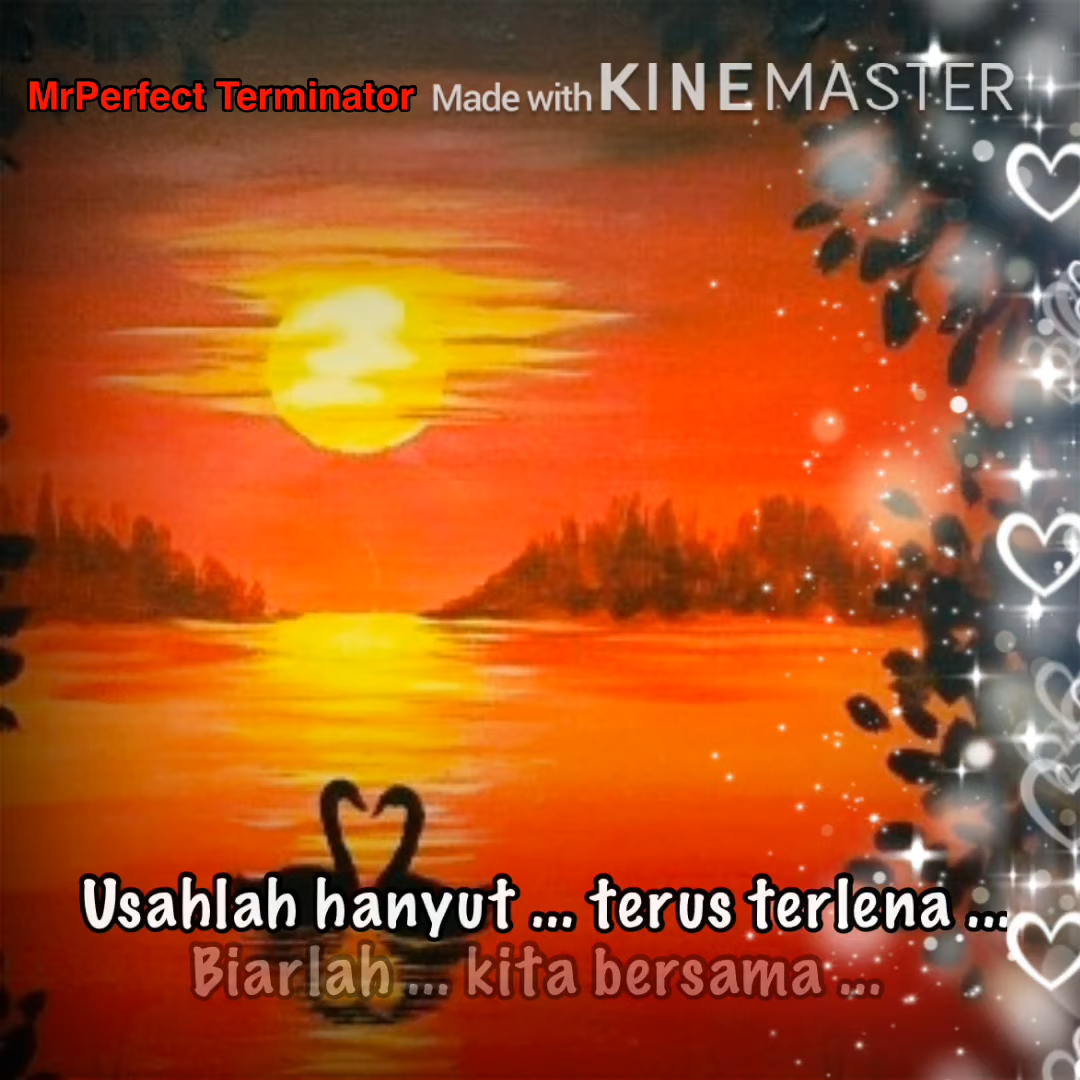 MrPerfect Terminator Made with KINEMASTER
Usahlah hanyut ... terus terlena ...
Biarlah ... kita bersama ...